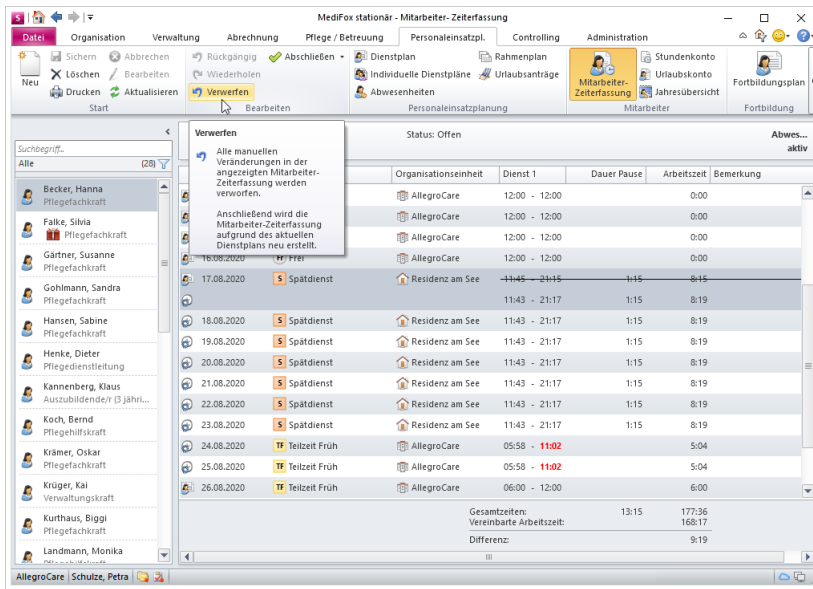 MediFox stationär - Mitarbeiter- Zeiterfassung
Datei Organisation Verwaltung Abrechnung Pflege / Betreuung Personaleinsatzpl. Controlling Administration
Neu
Sichern Abbrechen
Löschen Bearbeiten
Drucken Aktualisieren
Start
Rückgängig Abschließen
Wiederholen
Verwerfen
Bearbeiten
Dienstplan Rahmenplan
Individuelle Dienstpläne Urlaubsanträge
Abwesenheiten
Personaleinsatzplanung
Mitarbeiter-
Zeiterfassung
Stundenkonto
Urlaubskonto
Jahresübersicht
Mitarbeiter
Fortbildungsplan
Fortbildung
Suchbegriff...
Alle (28)
Becker, Hanna
Pflegefachkraft
Falke, Silvia
Pflegefachkraft
Gärtner, Susanne
Pflegefachkraft
Gohlmann, Sandra
Pflegefachkraft
Hansen, Sabine
Pflegefachkraft
Henke, Dieter
Pflegedienstleitung
Kannenberg, Klaus
Auszubildende/r (3 jähri...
Koch, Bernd
Pflegehilfskraft
Krämer, Oskar
Pflegefachkraft
Krüger, Kai
Verwaltungskraft
Kurthaus, Biggi
Pflegefachkraft
Landmann, Monika
Verwerfen
Alle manuellen
Veränderungen in der
angezeigten Mitarbeiter-
Zeiterfassung werden
verworfen.
Anschließend wird die
Mitarbeiter-Zeiterfassung
aufgrund des aktuellen
Dienstplans neu erstellt.
Status: Offen
Abwes...
aktiv
Organisationseinheit Dienst 1 Dauer Pause Arbeitszeit Bemerkung
AllegroCare 12:00 - 12:00 0:00
AllegroCare 12:00 - 12:00 0:00
AllegroCare 12:00 - 12:00 0:00
16.08.2020 Fr Frei AllegroCare 12:00 - 12:00 0:00
17.08.2020 S Spätdienst Residenz am See 11:45 - 21:15 1:15 8:15
11:43 - 21:17 1:15 8:19
18.08.2020 S Spätdienst Residenz am See 11:43 - 21:17 1:15 8:19
19.08.2020 S Spätdienst Residenz am See 11:43 - 21:17 1:15 8:19
20.08.2020 S Spätdienst Residenz am See 11:43 - 21:17 1:15 8:19
21.08.2020 S Spätdienst Residenz am See 11:43 - 21:17 1:15 8:19
22.08.2020 S Spätdienst Residenz am See 11:43 - 21:17 1:15 8:19
23.08.2020 S Spätdienst Residenz am See 11:43 - 21:17 1:15 8:19
24.08.2020 TF Teilzeit Früh AllegroCare 05:58 - 11:02 5:04
25.08.2020 TF Teilzeit Früh AllegroCare 05:58 - 11:02 5:04
26.08.2020 TF Teilzeit Früh AllegroCare 06:00 - 12:00 6:00
Gesamtzeiten: 13:15 177:36
Vereinbarte Arbeitszeit: 168:17
Differenz: 9:19
AllegroCare Schulze, Petra